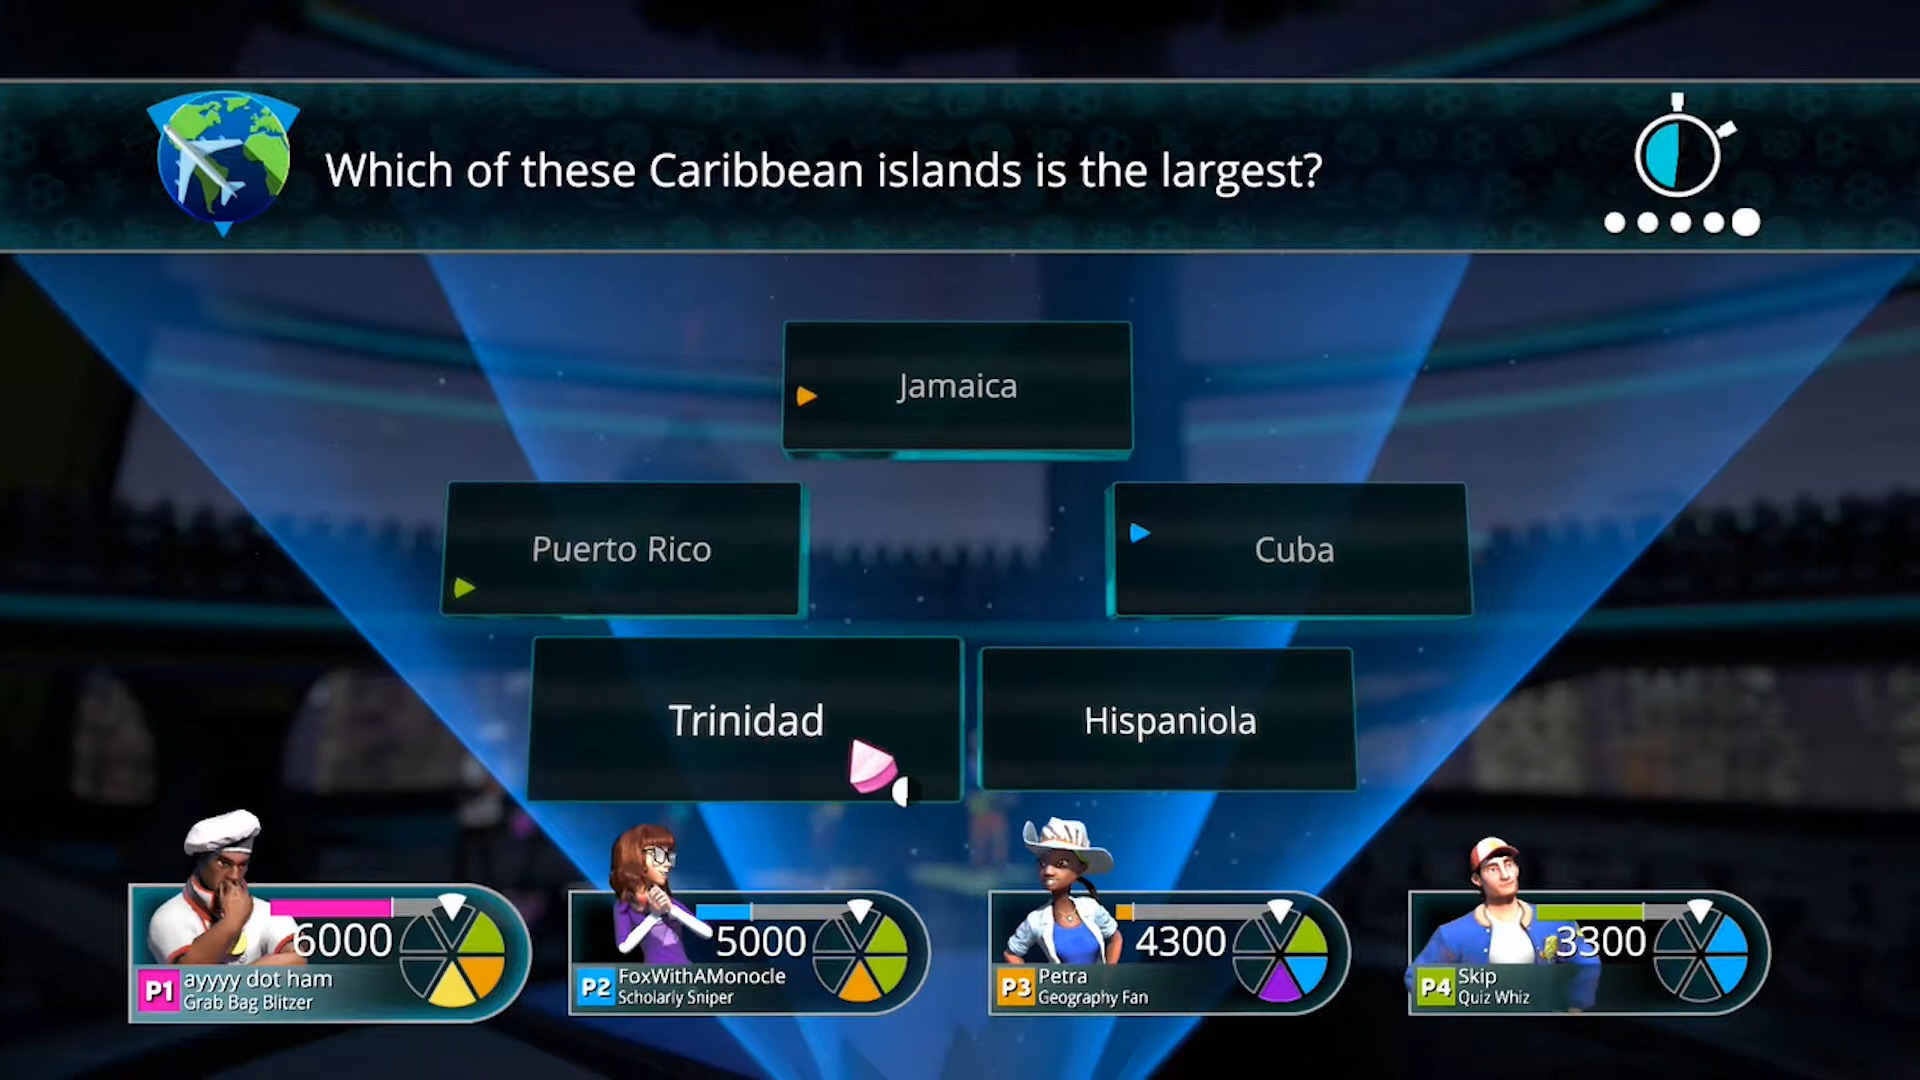 Which of these Caribbean islands is the largest?
Jamaica
Puerto Rico
Cuba
Trinidad
Hispaniola
6000
P1 ayyyy dot ham
Grab Bag Blitzer
5000
P2 FoxWithAMonocle
Scholarly Sniper
4300
P3 Petra
Geography Fan
3300
P4 Skip
Quiz Whiz